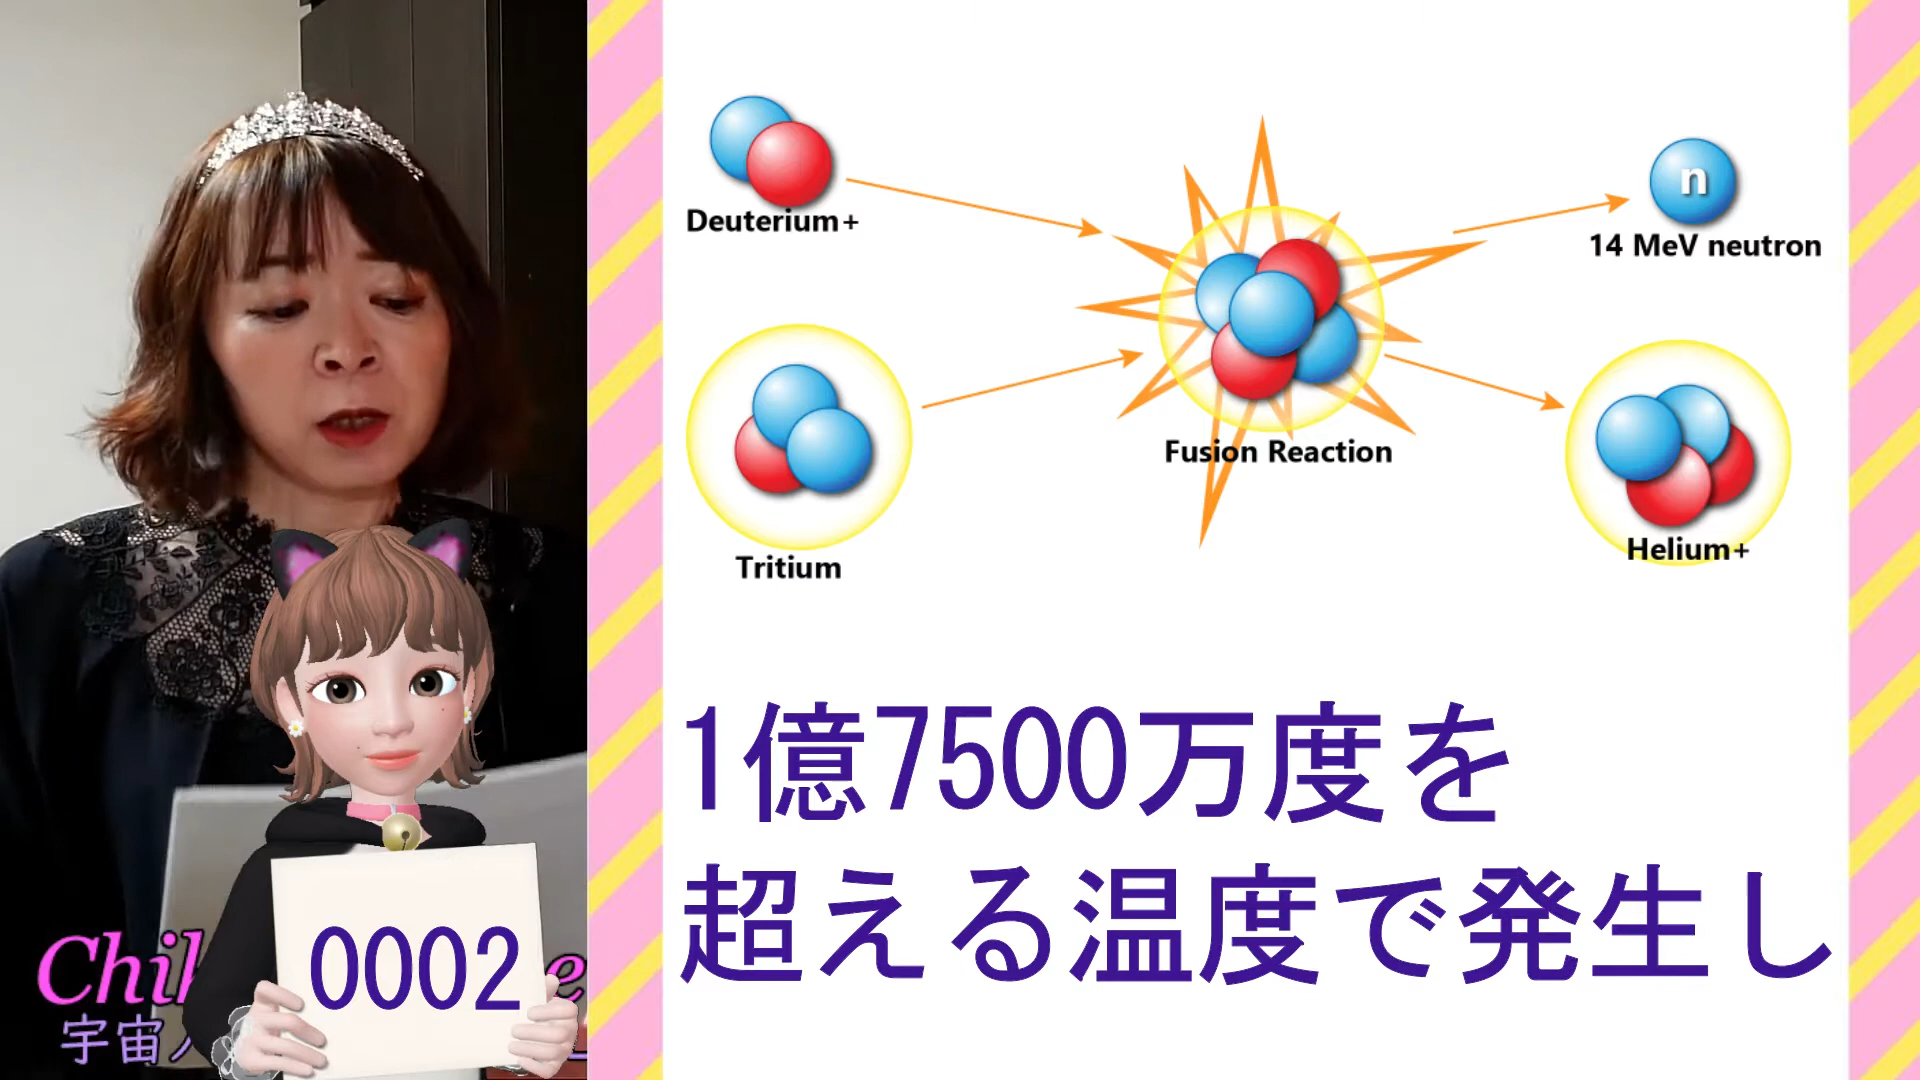 Deuterium+
n
14 MeV neutron
Fusion Reaction
Tritium
Helium+
1億7500万度を
超える温度で発生し
0002
宇宙